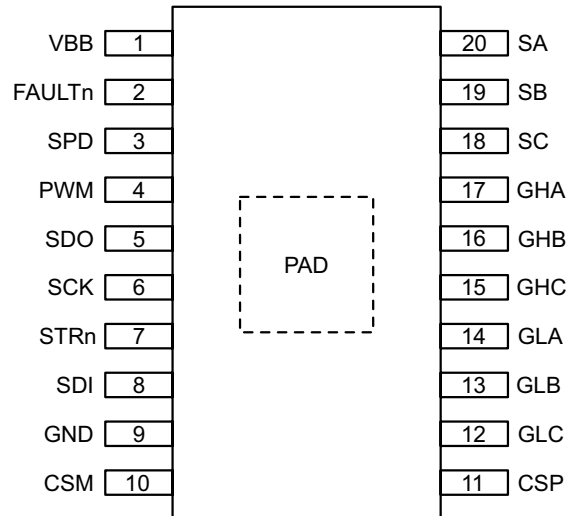 VBB 1 20 SA
FAULTn 2 19 SB
SPD 3 18 SC
PWM 4 17 GHA
SDO 5 16 GHB
PAD
SCK 6 15 GHC
STRn 7 14 GLA
SDI 8 13 GLB
GND 9 12 GLC
CSM 10 11 CSP